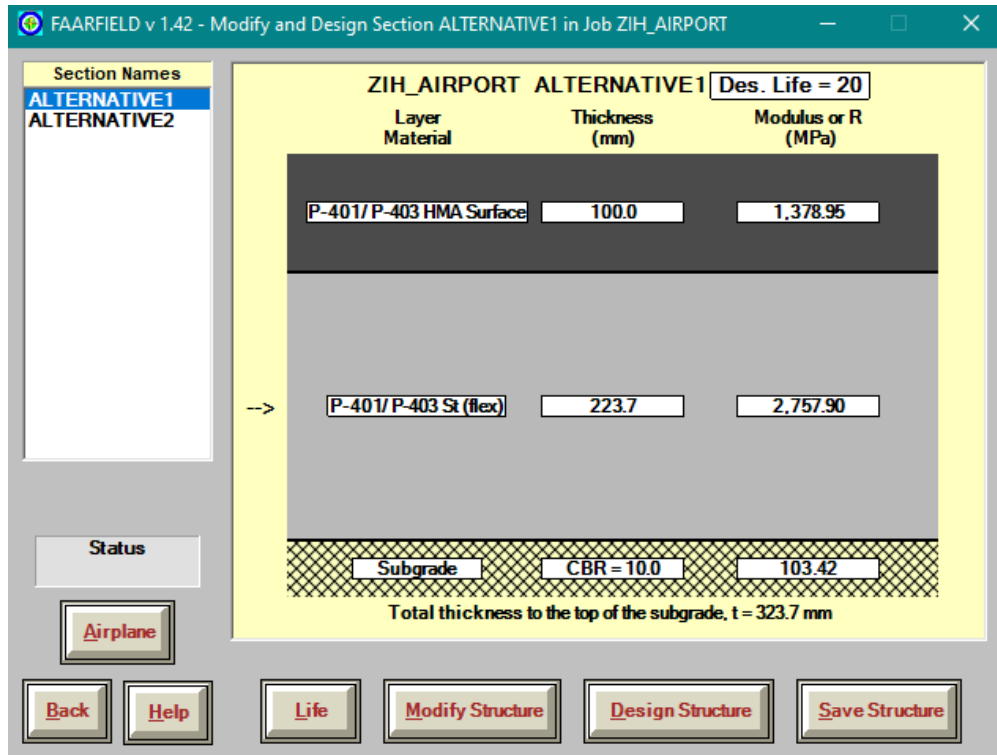 FAARFIELD v 1.42 - Modify and Design Section ALTERNATIVE1 in Job ZIH_AIRPORT
Section Names
ALTERNATIVE1
ALTERNATIVE2
ZIH_AIRPORT ALTERNATIVE1 Des. Life = 20
Layer Material Thickness (mm) Modulus or R (MPa)
P-401/ P-403 HMA Surface 100.0 1,378.95
--> P-401/ P-403 St (flex) 223.7 2,757.90
Subgrade CBR = 10.0 103.42
Total thickness to the top of the subgrade, t = 323.7 mm
Status
Airplane
Back Help Life Modify Structure Design Structure Save Structure